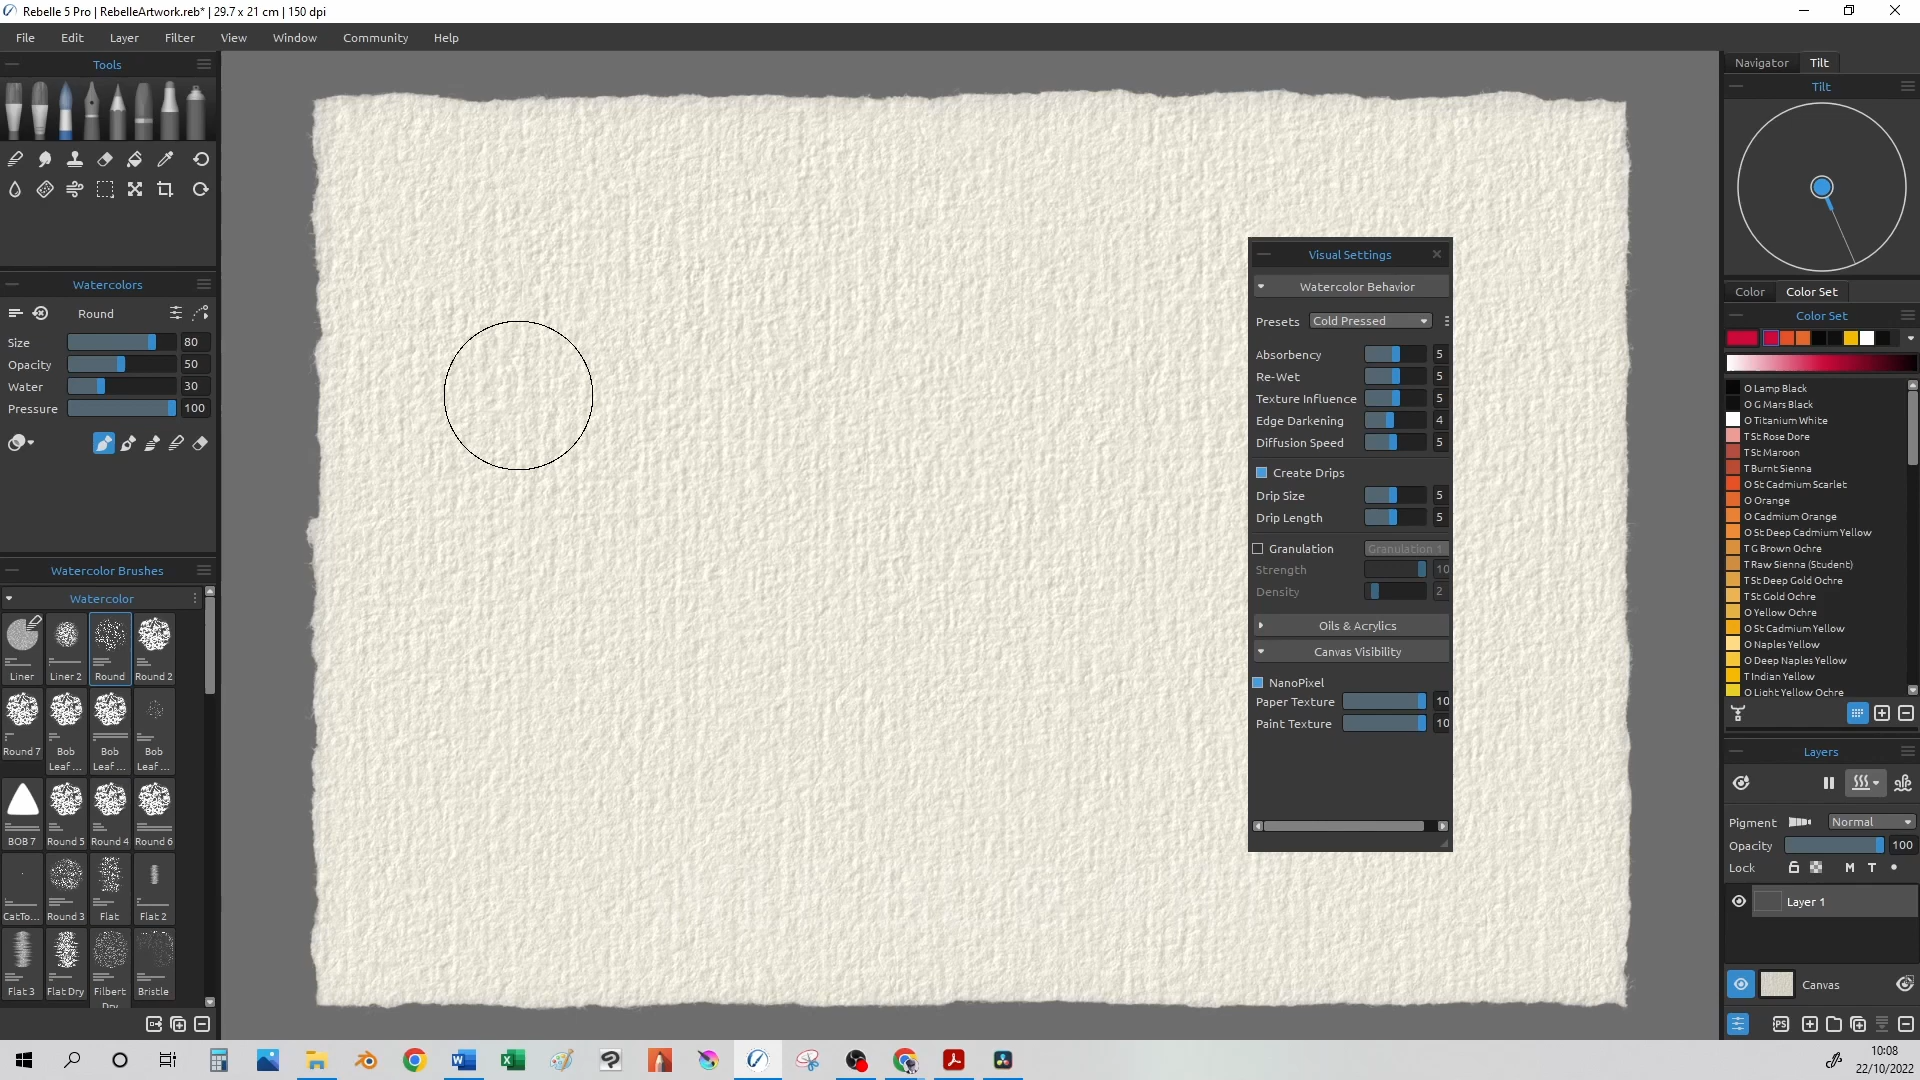 Rebelle 5 Pro | RebelleArtwork.reb* | 29.7 x 21 cm | 150 dpi
File Edit Layer Filter View Window Community Help
Tools
Watercolors
Round
Size 80
Opacity 50
Water 30
Pressure 100
Watercolor Brushes
Watercolor
Liner Liner 2 Round Round 2
Round 7 Bob Leaf ... Bob Leaf ... Bob Leaf ...
BOB 7 Round 5 Round 4 Round 6
CatTo... Round 3 Flat Flat 2
Flat 3 Flat Dry Filbert Dry Bristle
Visual Settings
Watercolor Behavior
Presets Cold Pressed
Absorbency 5
Re-Wet 5
Texture Influence 5
Edge Darkening 4
Diffusion Speed 5
Create Drips
Drip Size 5
Drip Length 5
Granulation Granulation 1
Strength 10
Density 2
Oils & Acrylics
Canvas Visibility
NanoPixel
Paper Texture 10
Paint Texture 10
Navigator Tilt
Tilt
Color Color Set
Color Set
O Lamp Black
O G Mars Black
O Titanium White
T St Rose Dore
T St Maroon
T Burnt Sienna
O St Cadmium Scarlet
O Orange
O Cadmium Orange
O St Deep Cadmium Yellow
T G Brown Ochre
T Raw Sienna (Student)
T St Deep Gold Ochre
T St Gold Ochre
O Yellow Ochre
O St Cadmium Yellow
O Naples Yellow
O Deep Naples Yellow
T Indian Yellow
O Light Yellow Ochre
Layers
Pigment Normal
Opacity 100
Lock M T
Layer 1
Canvas
PS
10:08
22/10/2022